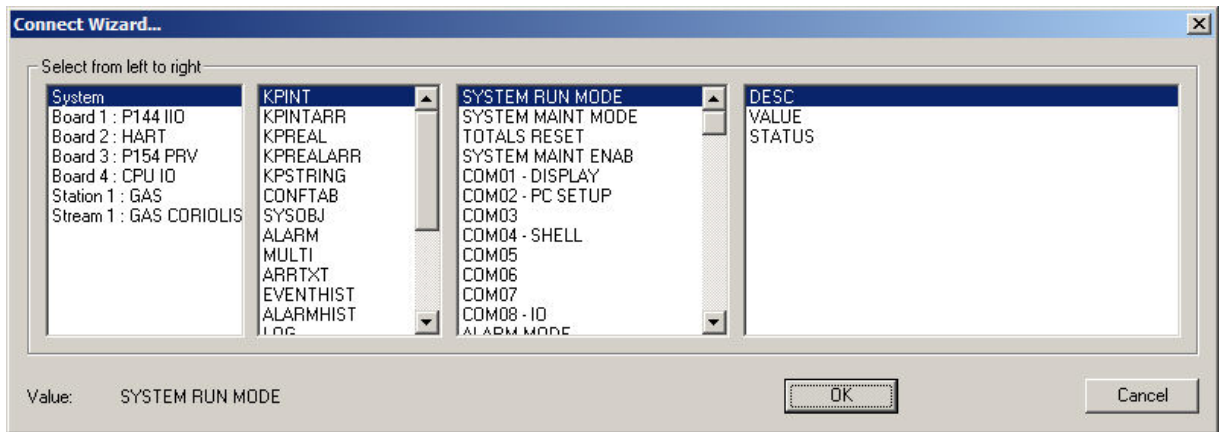 Connect Wizard...
Select from left to right
System
Board 1 : P144 IIO
Board 2 : HART
Board 3 : P154 PRV
Board 4 : CPU IO
Station 1 : GAS
Stream 1 : GAS CORIOLIS
KPINT
KPINTARR
KPREAL
KPREALARR
KPSTRING
CONFTAB
SYSOBJ
ALARM
MULTI
ARRTXT
EVENTHIST
ALARMHIST
LOG
SYSTEM RUN MODE
SYSTEM MAINT MODE
TOTALS RESET
SYSTEM MAINT ENAB
COM01 - DISPLAY
COM02 - PC SETUP
COM03
COM04 - SHELL
COM05
COM06
COM07
COM08 - IO
ALARM MODE
DESC
VALUE
STATUS
Value: SYSTEM RUN MODE
OK
Cancel